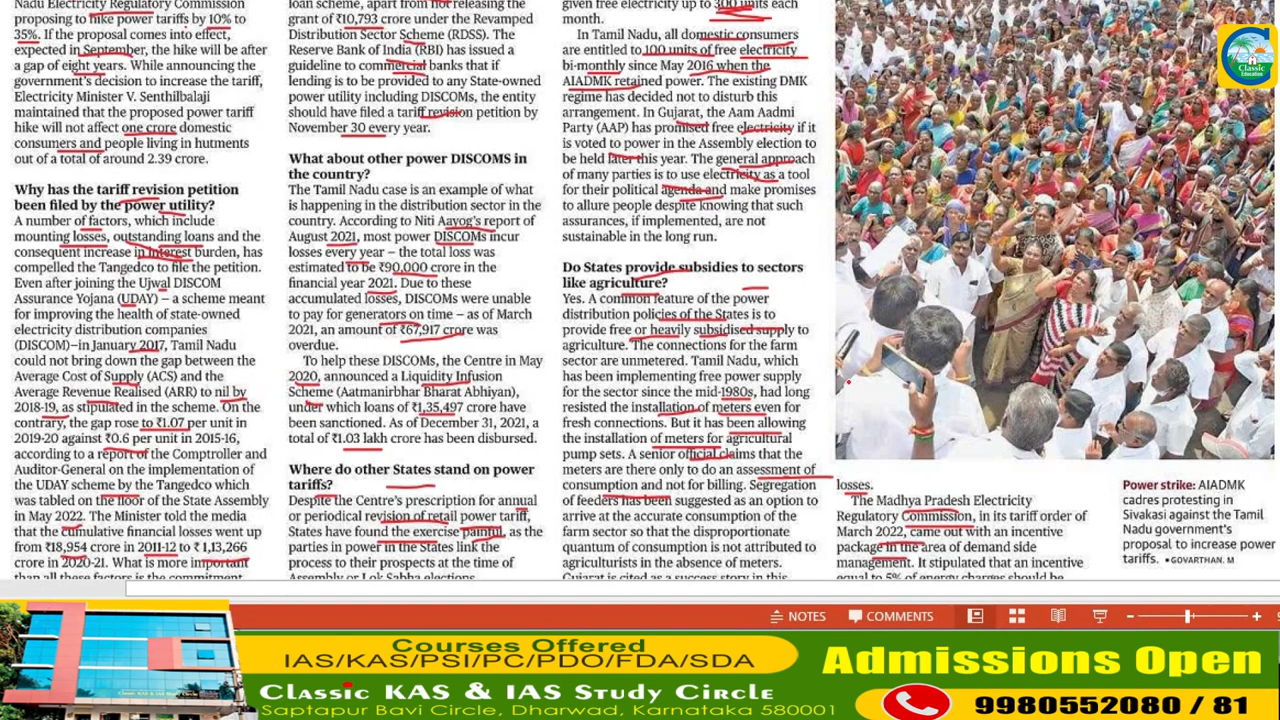 Nadu Electricity Regulatory Commission
proposing to hike power tariffs by 10% to
35%. If the proposal comes into effect,
expected in September, the hike will be after
a gap of eight years. While announcing the
government's decision to increase the tariff,
Electricity Minister V. Senthilbalaji
maintained that the proposed power tariff
hike will not affect one crore domestic
consumers and people living in hutments
out of a total of around 2.39 crore.
Why has the tariff revision petition
been filed by the power utility?
A number of factors, which include
mounting losses, outstanding loans and the
consequent increase in interest burden, has
compelled the Tangedco to file the petition.
Even after joining the Ujwal DISCOM
Assurance Yojana (UDAY) – a scheme meant
for improving the health of state-owned
electricity distribution companies
(DISCOM)–in January 2017, Tamil Nadu
could not bring down the gap between the
Average Cost of Supply (ACS) and the
Average Revenue Realised (ARR) to nil by
2018-19, as stipulated in the scheme. On the
contrary, the gap rose to ₹1.07 per unit in
2019-20 against ₹0.6 per unit in 2015-16,
according to a report of the Comptroller and
Auditor-General on the implementation of
the UDAY scheme by the Tangedco which
was tabled on the floor of the State Assembly
in May 2022. The Minister told the media
that the cumulative financial losses went up
from ₹18,954 crore in 2011-12 to ₹ 1,13,266
crore in 2020-21. What is more important
than all these factors is the commitment
loan scheme, apart from not releasing the
grant of ₹10,793 crore under the Revamped
Distribution Sector Scheme (RDSS). The
Reserve Bank of India (RBI) has issued a
guideline to commercial banks that if
lending is to be provided to any State-owned
power utility including DISCOMs, the entity
should have filed a tariff revision petition by
November 30 every year.
What about other power DISCOMS in
the country?
The Tamil Nadu case is an example of what
is happening in the distribution sector in the
country. According to Niti Aayog's report of
August 2021, most power DISCOMs incur
losses every year – the total loss was
estimated to be ₹90,000 crore in the
financial year 2021. Due to these
accumulated losses, DISCOMs were unable
to pay for generators on time – as of March
2021, an amount of ₹67,917 crore was
overdue.
To help these DISCOMs, the Centre in May
2020, announced a Liquidity Infusion
Scheme (Aatmanirbhar Bharat Abhiyan),
under which loans of ₹1,35,497 crore have
been sanctioned. As of December 31, 2021, a
total of ₹1.03 lakh crore has been disbursed.
Where do other States stand on power
tariffs?
Despite the Centre's prescription for annual
or periodical revision of retail power tariff,
States have found the exercise painful, as the
parties in power in the States link the
process to their prospects at the time of
Assembly or Lok Sabha elections.
given free electricity up to 300 units each
month.
In Tamil Nadu, all domestic consumers
are entitled to 100 units of free electricity
bi-monthly since May 2016 when the
AIADMK retained power. The existing DMK
regime has decided not to disturb this
arrangement. In Gujarat, the Aam Aadmi
Party (AAP) has promised free electricity if it
is voted to power in the Assembly election to
be held later this year. The general approach
of many parties is to use electricity as a tool
for their political agenda and make promises
to allure people despite knowing that such
assurances, if implemented, are not
sustainable in the long run.
Do States provide subsidies to sectors
like agriculture?
Yes. A common feature of the power
distribution policies of the States is to
provide free or heavily subsidised supply to
agriculture. The connections for the farm
sector are unmetered. Tamil Nadu, which
has been implementing free power supply
for the sector since the mid-1980s, had long
resisted the installation of meters even for
fresh connections. But it has been allowing
the installation of meters for agricultural
pump sets. A senior official claims that the
meters are there only to do an assessment of
consumption and not for billing. Segregation
of feeders has been suggested as an option to
arrive at the accurate consumption of the
farm sector so that the disproportionate
quantum of consumption is not attributed to
agriculturists in the absence of meters.
Gujarat is cited as a success story in this
losses.
The Madhya Pradesh Electricity
Regulatory Commission, in its tariff order of
March 2022, came out with an incentive
package in the area of demand side
management. It stipulated that an incentive
equal to 5% of energy charges should be
Power strike: AIADMK
cadres protesting in
Sivakasi against the Tamil
Nadu government's
proposal to increase power
tariffs. • GOVARTHAN. M
Classic
Education
NOTES
COMMENTS
Courses Offered
IAS/KAS/PSI/PC/PDO/FDA/SDA
Classic KAS & IAS Study Circle
Saptapur Bavi Circle, Dharwad, Karnataka 580001
Admissions Open
9980552080 / 81